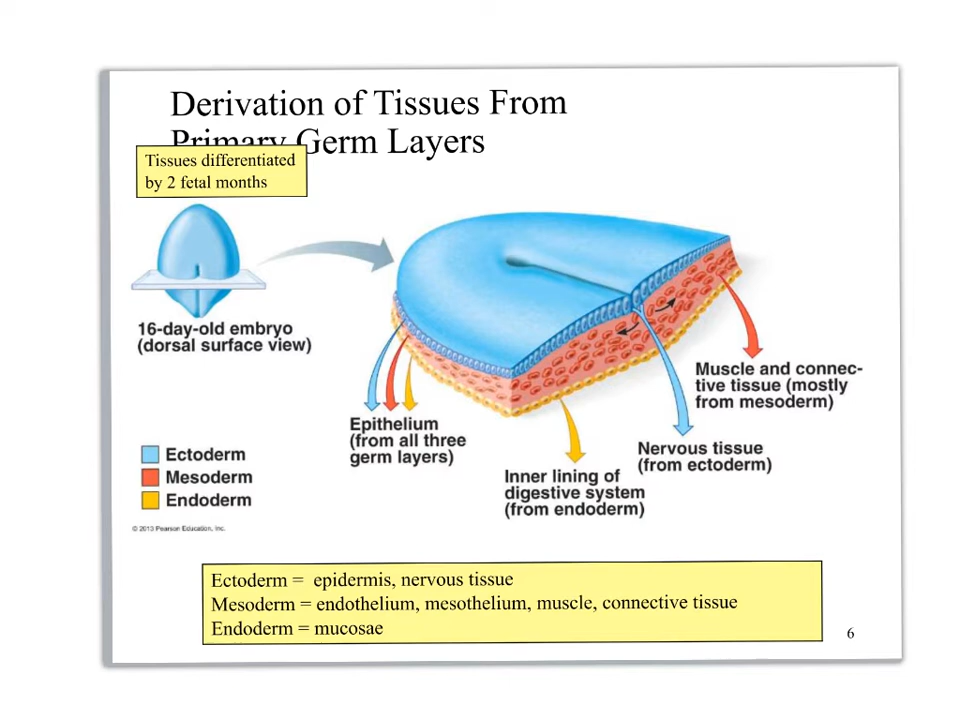 Derivation of Tissues From
Primary Germ Layers
Tissues differentiated
by 2 fetal months
16-day-old embryo
(dorsal surface view)
Muscle and connec-
tive tissue (mostly
from mesoderm)
Epithelium
(from all three
germ layers)
Nervous tissue
(from ectoderm)
Inner lining of
digestive system
(from endoderm)
Ectoderm
Mesoderm
Endoderm
© 2013 Pearson Education, Inc.
Ectoderm = epidermis, nervous tissue
Mesoderm = endothelium, mesothelium, muscle, connective tissue
Endoderm = mucosae
6